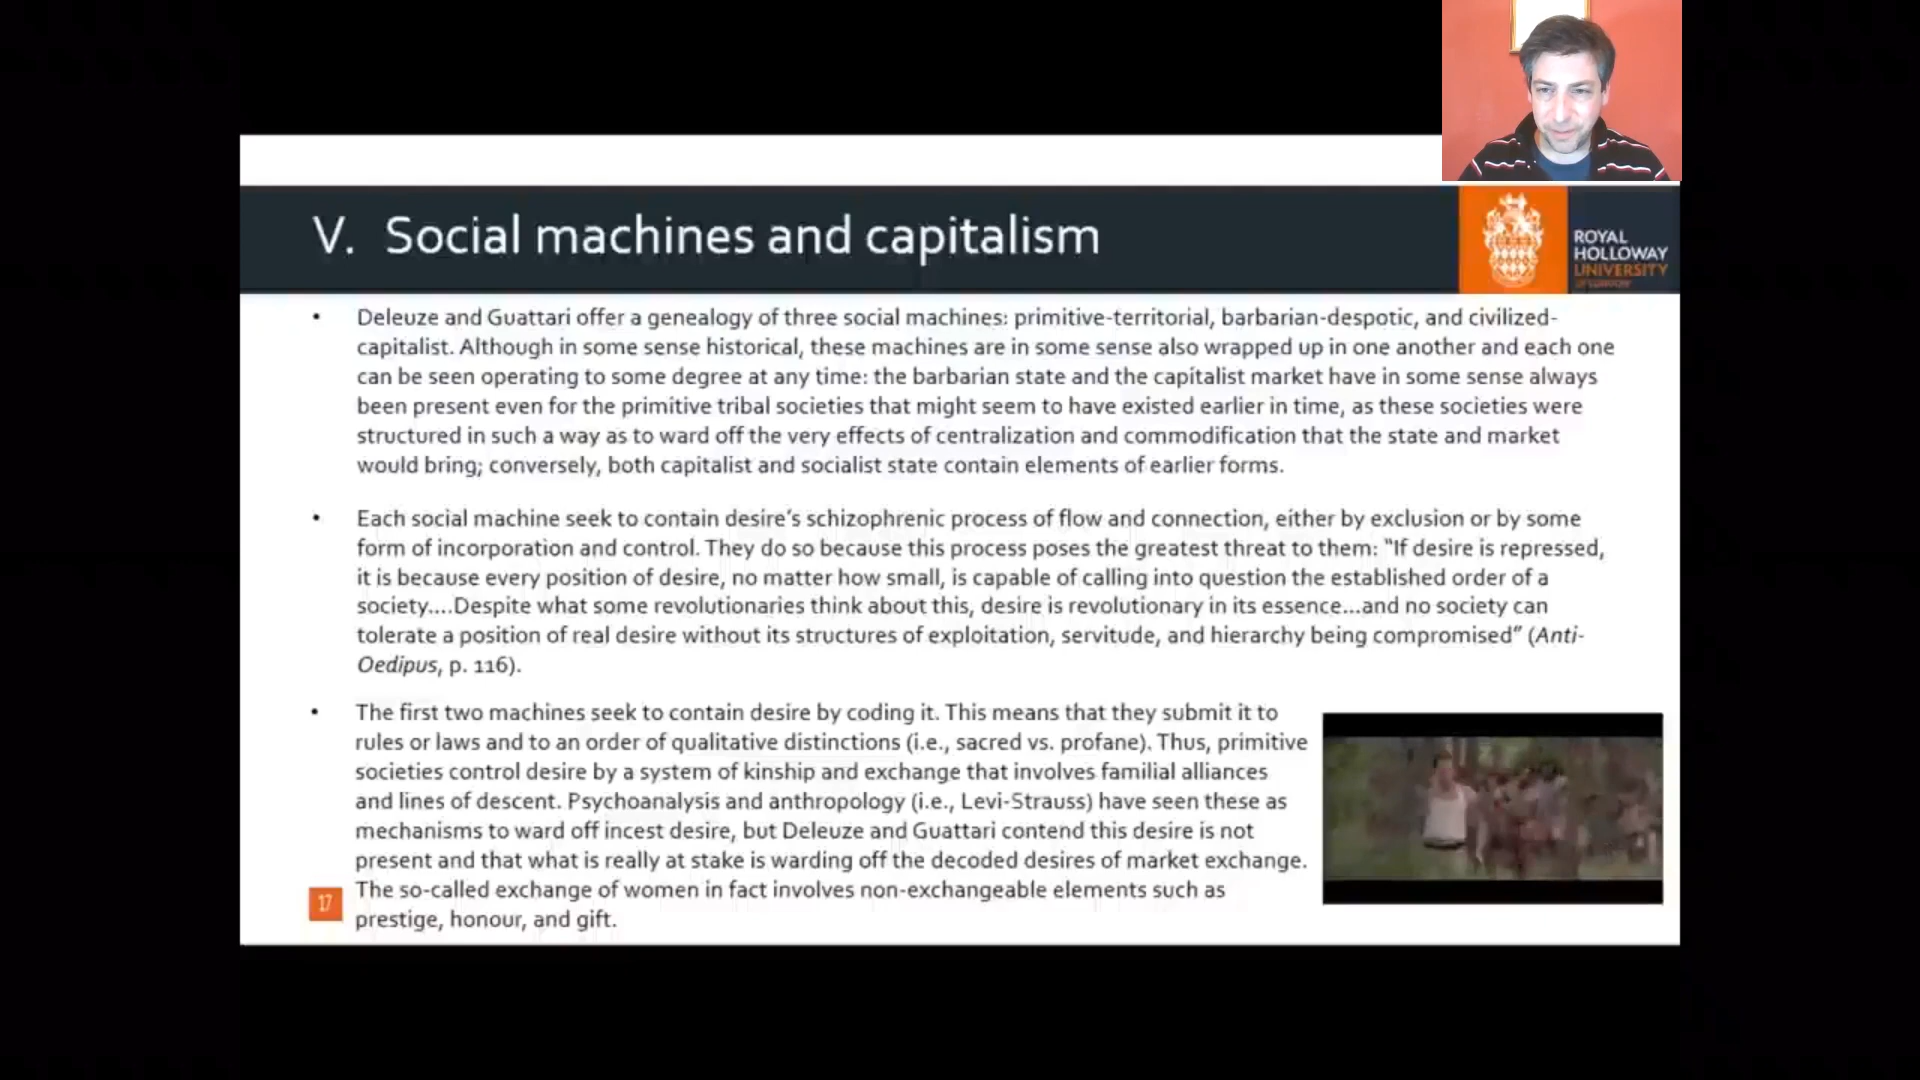 V. Social machines and capitalism
ROYAL
HOLLOWAY
UNIVERSITY
OF LONDON
• Deleuze and Guattari offer a genealogy of three social machines: primitive-territorial, barbarian-despotic, and civilized-
capitalist. Although in some sense historical, these machines are in some sense also wrapped up in one another and each one
can be seen operating to some degree at any time: the barbarian state and the capitalist market have in some sense always
been present even for the primitive tribal societies that might seem to have existed earlier in time, as these societies were
structured in such a way as to ward off the very effects of centralization and commodification that the state and market
would bring; conversely, both capitalist and socialist state contain elements of earlier forms.
• Each social machine seek to contain desire’s schizophrenic process of flow and connection, either by exclusion or by some
form of incorporation and control. They do so because this process poses the greatest threat to them: “If desire is repressed,
it is because every position of desire, no matter how small, is capable of calling into question the established order of a
society....Despite what some revolutionaries think about this, desire is revolutionary in its essence...and no society can
tolerate a position of real desire without its structures of exploitation, servitude, and hierarchy being compromised” (Anti-
Oedipus, p. 116).
• The first two machines seek to contain desire by coding it. This means that they submit it to
rules or laws and to an order of qualitative distinctions (i.e., sacred vs. profane). Thus, primitive
societies control desire by a system of kinship and exchange that involves familial alliances
and lines of descent. Psychoanalysis and anthropology (i.e., Levi-Strauss) have seen these as
mechanisms to ward off incest desire, but Deleuze and Guattari contend this desire is not
present and that what is really at stake is warding off the decoded desires of market exchange.
The so-called exchange of women in fact involves non-exchangeable elements such as
prestige, honour, and gift.
17